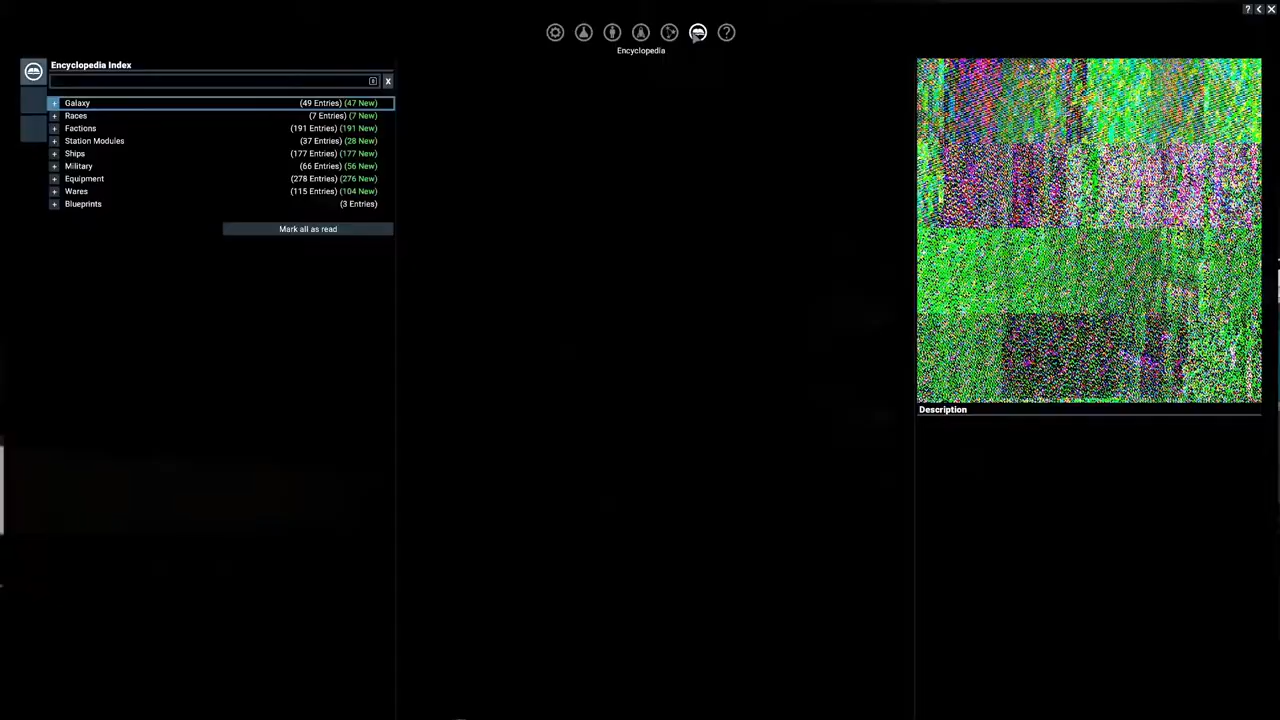 Encyclopedia
Encyclopedia Index
Galaxy (49 Entries) (47 New)
Races (7 Entries) (7 New)
Factions (191 Entries) (191 New)
Station Modules (37 Entries) (28 New)
Ships (177 Entries) (177 New)
Military (66 Entries) (56 New)
Equipment (278 Entries) (276 New)
Wares (115 Entries) (104 New)
Blueprints (3 Entries)
Mark all as read
Description